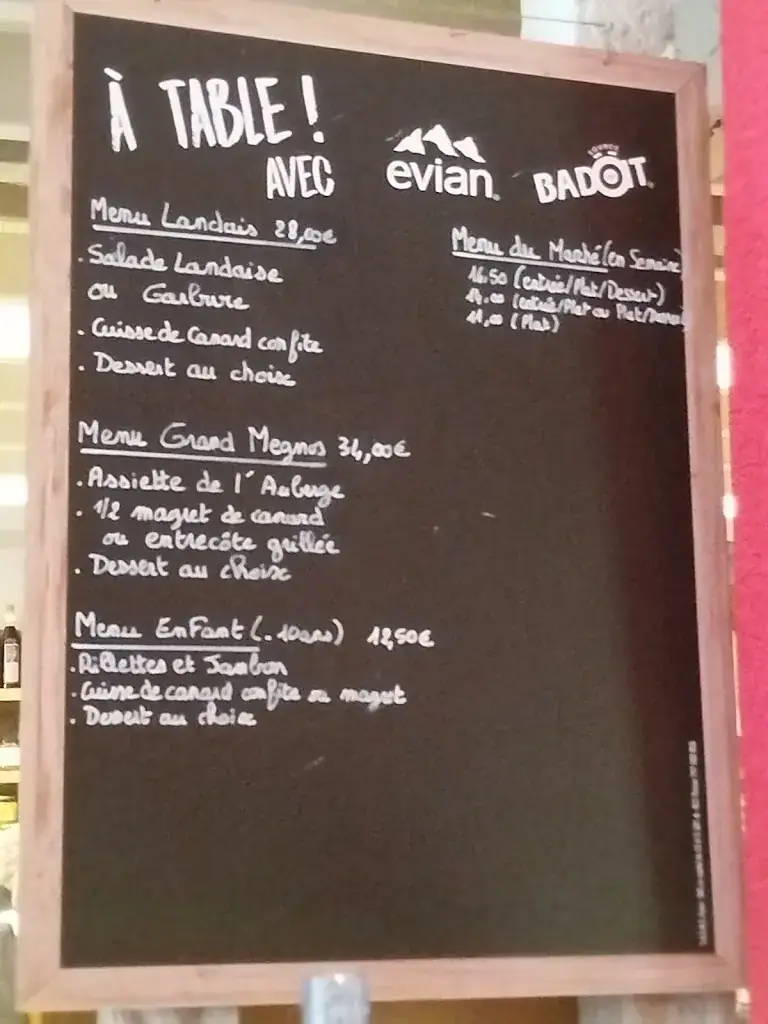 À TABLE !
AVEC
evian
SOURCE
BADOIT
Menu Landais 28,00€
. Salade Landaise
ou Garbure
. Cuisse de Canard confite
. Dessert au choix
Menu Grand Megnos 34,00€
. Assiette de l'Auberge
. 1/2 magret de canard
ou entrecôte grillée
. Dessert au choix
Menu Enfant (- 10ans) 12,50€
. Rillettes et Jambon
. Cuisse de canard confite ou magret
. Dessert au choix
Menu du Marché (en Semaine)
16.50 (entrée/Plat/Dessert)
14,00 (entrée/Plat ou Plat/Dessert)
11,00 (Plat)